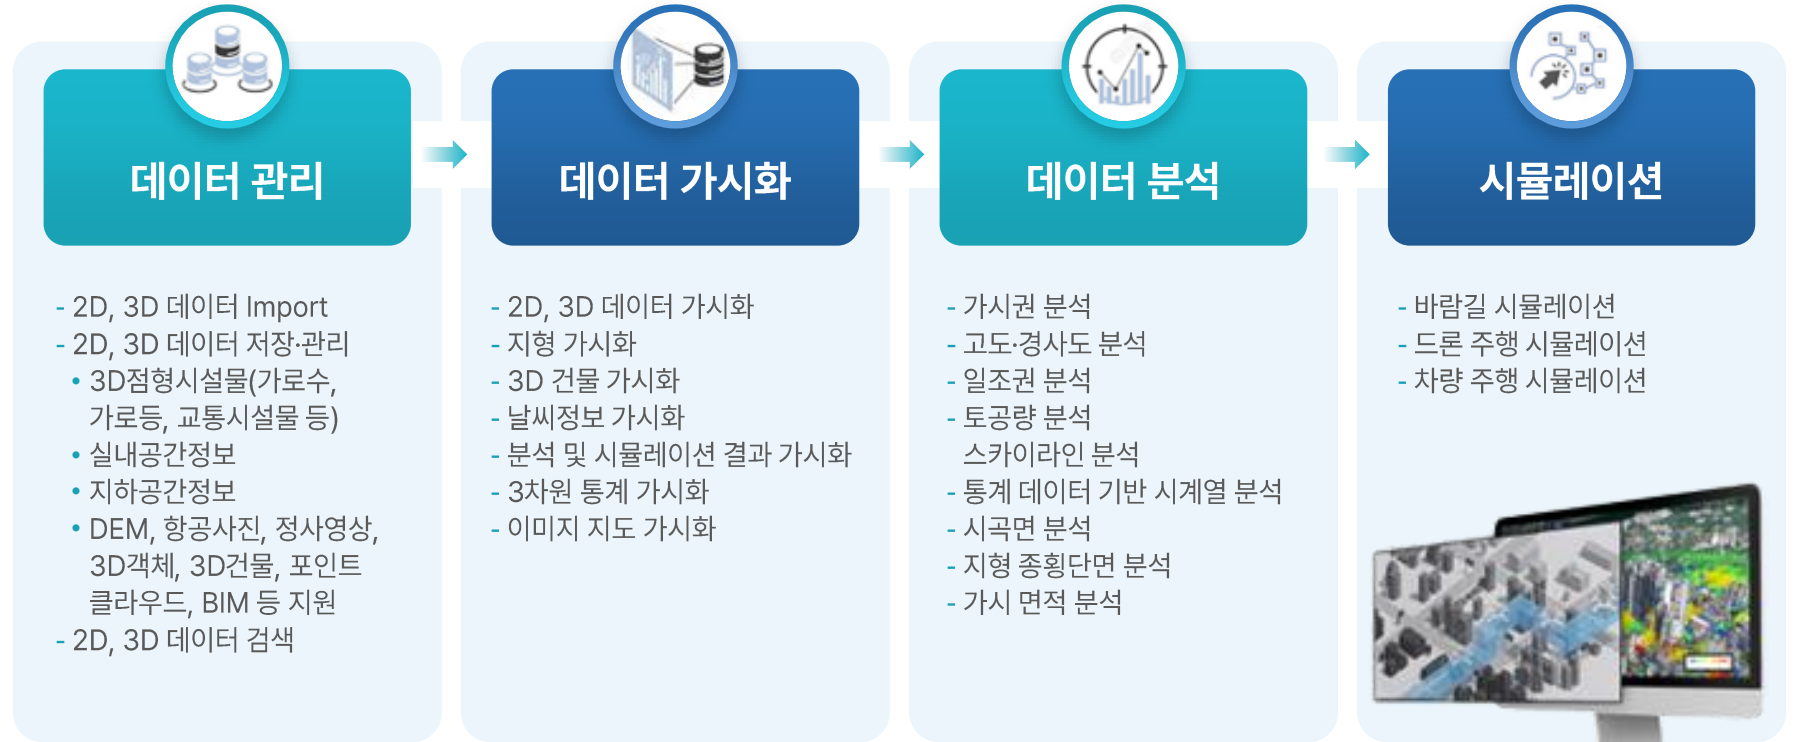 데이터 관리
- 2D, 3D 데이터 Import
- 2D, 3D 데이터 저장·관리
• 3D점형시설물(가로수,
가로등, 교통시설물 등)
• 실내공간정보
• 지하공간정보
• DEM, 항공사진, 정사영상,
3D객체, 3D건물, 포인트
클라우드, BIM 등 지원
- 2D, 3D 데이터 검색
데이터 가시화
- 2D, 3D 데이터 가시화
- 지형 가시화
- 3D 건물 가시화
- 날씨정보 가시화
- 분석 및 시뮬레이션 결과 가시화
- 3차원 통계 가시화
- 이미지 지도 가시화
데이터 분석
- 가시권 분석
- 고도·경사도 분석
- 일조권 분석
- 토공량 분석
스카이라인 분석
- 통계 데이터 기반 시계열 분석
- 시곡면 분석
- 지형 종횡단면 분석
- 가시 면적 분석
시뮬레이션
- 바람길 시뮬레이션
- 드론 주행 시뮬레이션
- 차량 주행 시뮬레이션